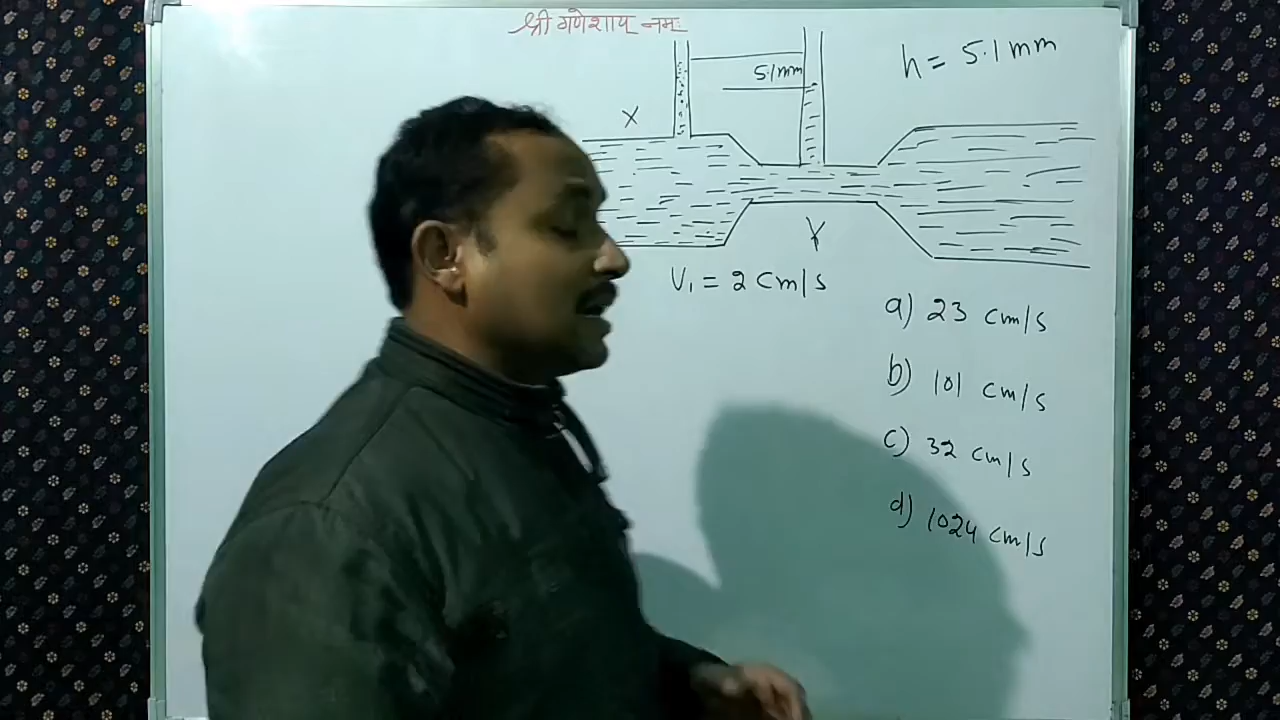 श्री गणेशाय नमः
5.1mm
h = 5.1 mm
X
Y
V₁ = 2 cm/s
a) 23 cm/s
b) 101 cm/s
c) 32 cm/s
d) 1024 cm/s